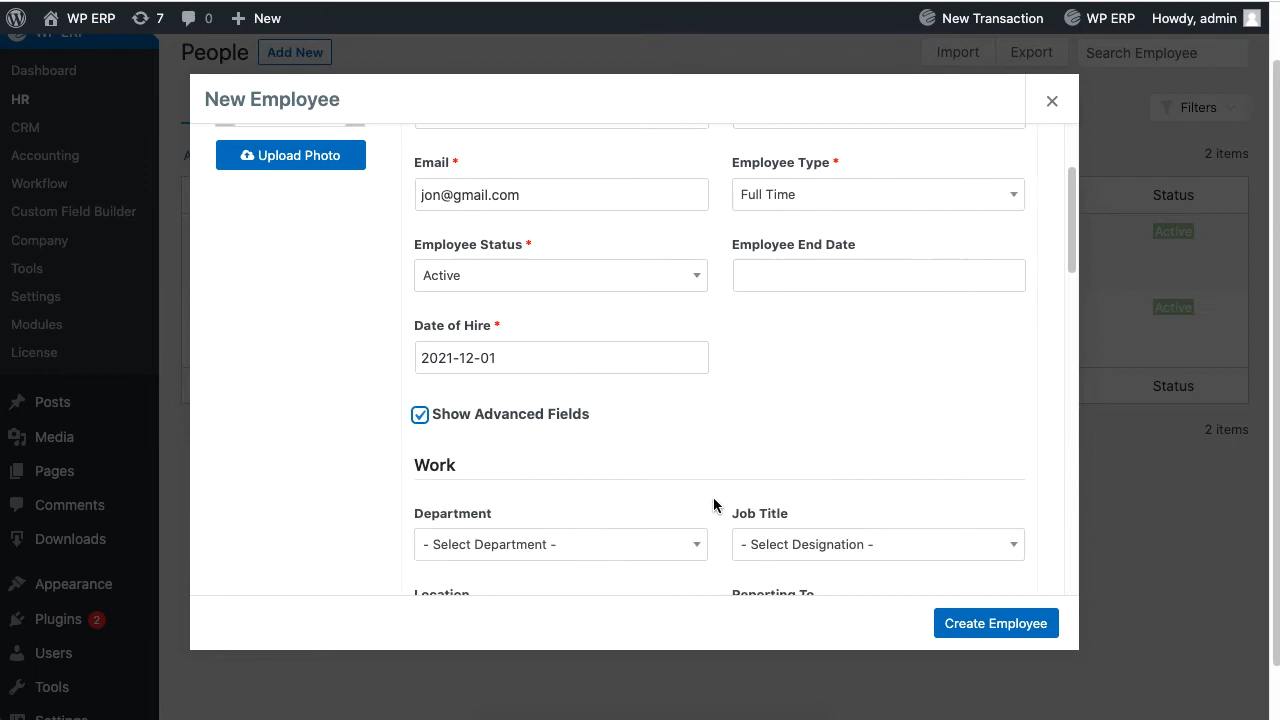 WP ERP 7 0 New New Transaction WP ERP Howdy, admin
WP ERP
People Add New Import Export Search Employee
Dashboard
HR
CRM
Accounting
Workflow
Custom Field Builder
Company
Tools
Settings
Modules
License
Posts
Media
Pages
Comments
Downloads
Appearance
Plugins 2
Users
Tools
Settings
New Employee
Upload Photo
Email *
Employee Type *
jon@gmail.com
Full Time
Employee Status *
Employee End Date
Active
Date of Hire *
2021-12-01
Show Advanced Fields
Work
Department
Job Title
- Select Department -
- Select Designation -
Location
Reporting To
Create Employee
Filters
2 items
Status
Active
Active
Status
2 items